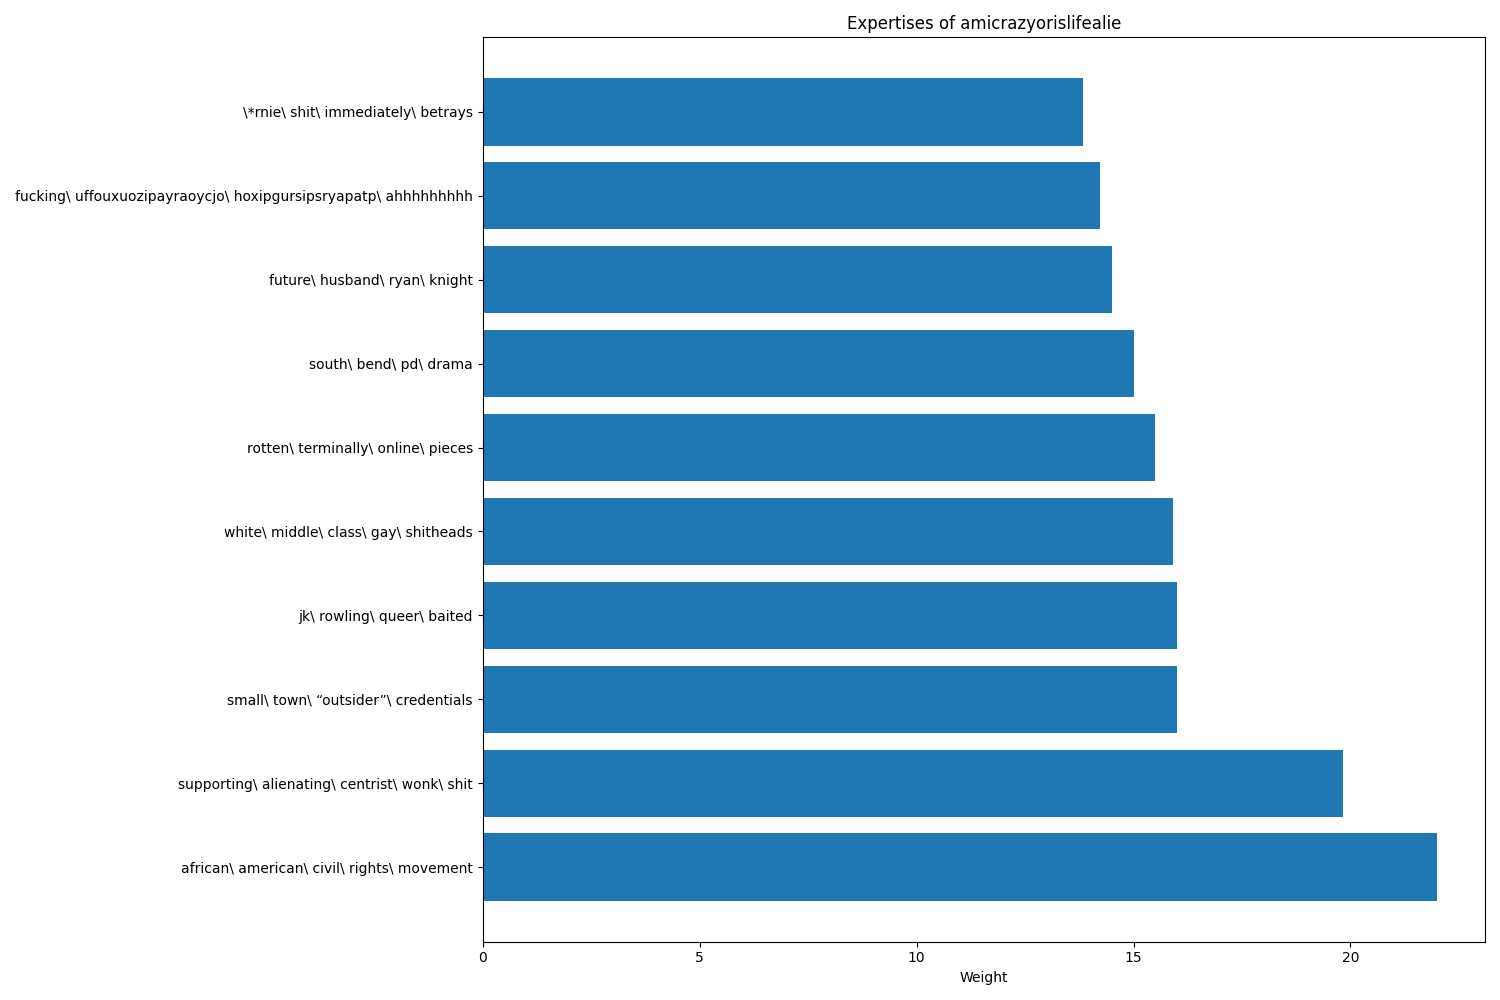 Expertises of amicrazyorislifealie
\*rnie\ shit\ immediately\ betrays
fucking\ uffouxuozipayraoycjo\ hoxipgursipsryapatp\ ahhhhhhhhh
future\ husband\ ryan\ knight
south\ bend\ pd\ drama
rotten\ terminally\ online\ pieces
white\ middle\ class\ gay\ shitheads
jk\ rowling\ queer\ baited
small\ town\ “outsider”\ credentials
supporting\ alienating\ centrist\ wonk\ shit
african\ american\ civil\ rights\ movement
0 5 10 15 20
Weight